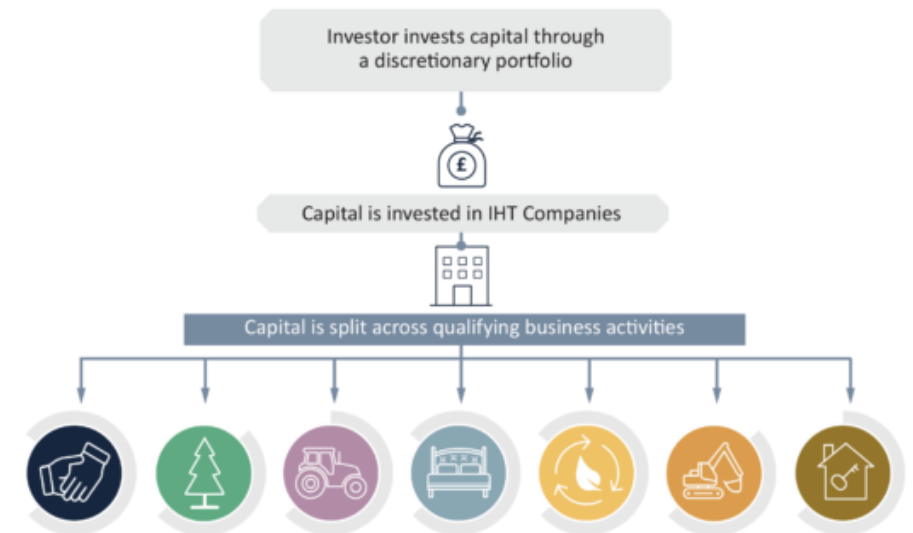 Investor invests capital through
a discretionary portfolio
£
Capital is invested in IHT Companies
Capital is split across qualifying business activities